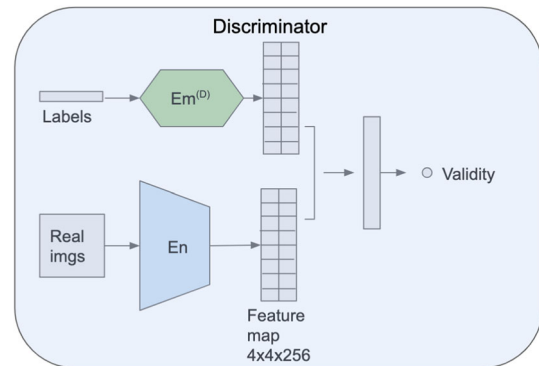 Discriminator
Em(D)
Labels
Validity
Real
imgs
En
Feature
map
4x4x256